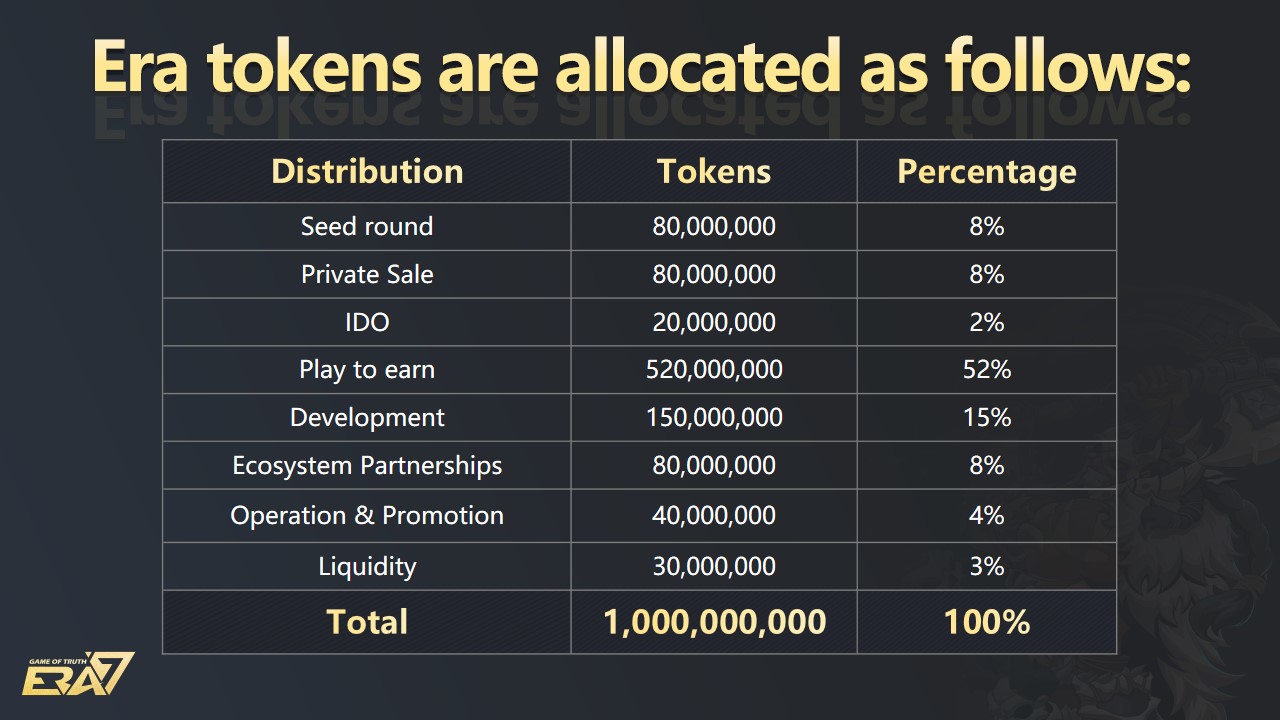 Era tokens are allocated as follows:
Distribution Tokens Percentage
Seed round 80,000,000 8%
Private Sale 80,000,000 8%
IDO 20,000,000 2%
Play to earn 520,000,000 52%
Development 150,000,000 15%
Ecosystem Partnerships 80,000,000 8%
Operation & Promotion 40,000,000 4%
Liquidity 30,000,000 3%
Total 1,000,000,000 100%
GAME OF TRUTH
ERA7